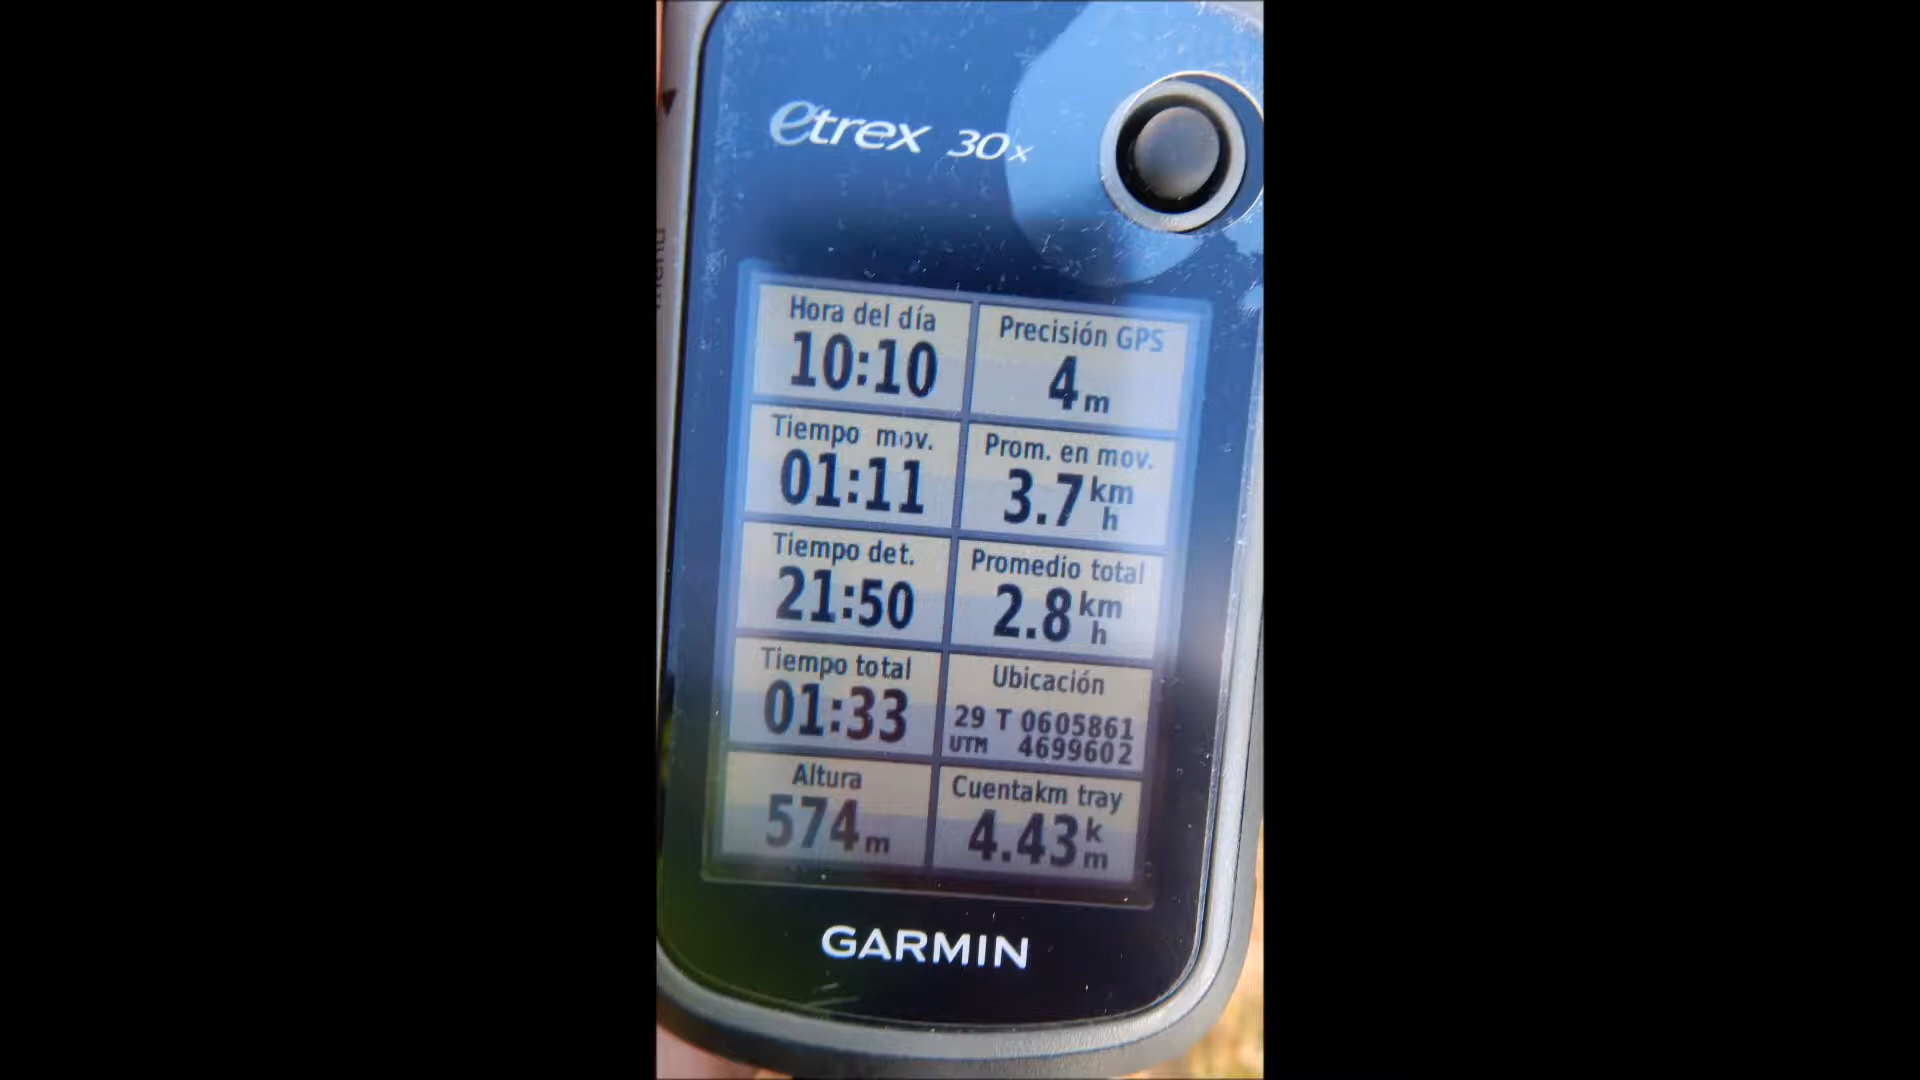 etrex 30x
menu
Hora del día
10:10
Precisión GPS
4 m
Tiempo mov.
01:11
Prom. en mov.
3.7 km h
Tiempo det.
21:50
Promedio total
2.8 km h
Tiempo total
01:33
Ubicación
29 T 0605861
UTM 4699602
Altura
574 m
Cuentakm tray
4.43 km
GARMIN